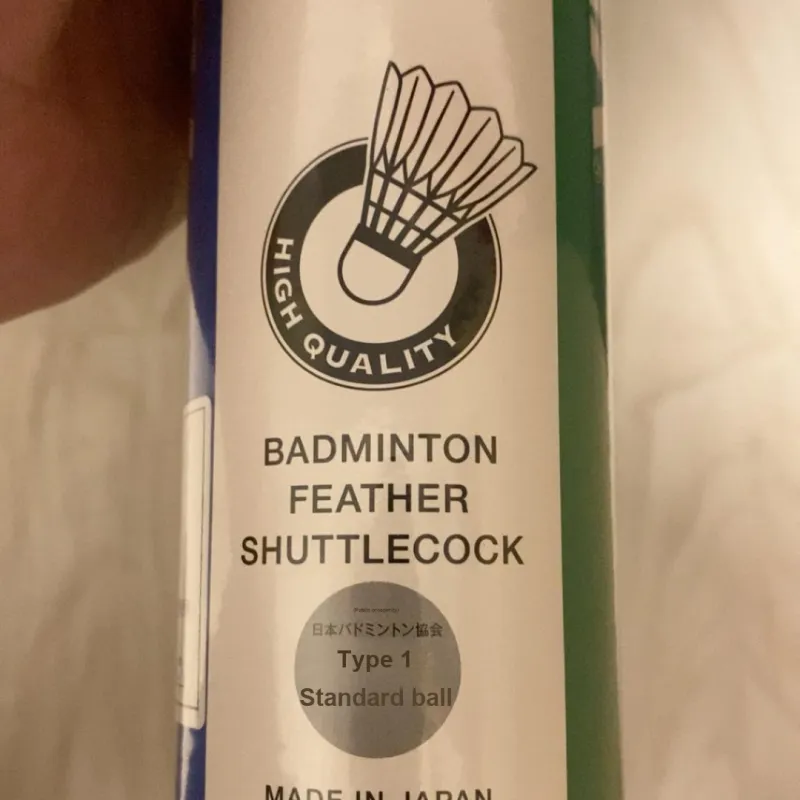 HIGH QUALITY
BADMINTON
FEATHER
SHUTTLECOCK
日本バドミントン協会
Type 1
Standard ball
MADE IN JAPAN